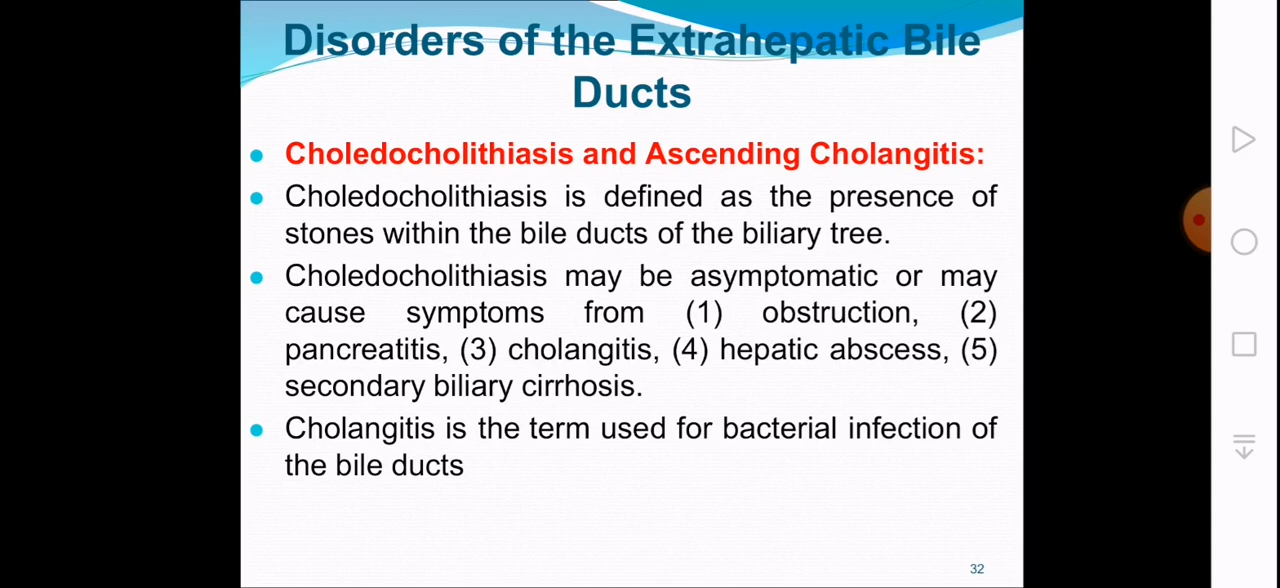 Disorders of the Extrahepatic Bile
Ducts
Choledocholithiasis and Ascending Cholangitis:
Choledocholithiasis is defined as the presence of
stones within the bile ducts of the biliary tree.
Choledocholithiasis may be asymptomatic or may
cause symptoms from (1) obstruction, (2)
pancreatitis, (3) cholangitis, (4) hepatic abscess, (5)
secondary biliary cirrhosis.
Cholangitis is the term used for bacterial infection of
the bile ducts
32